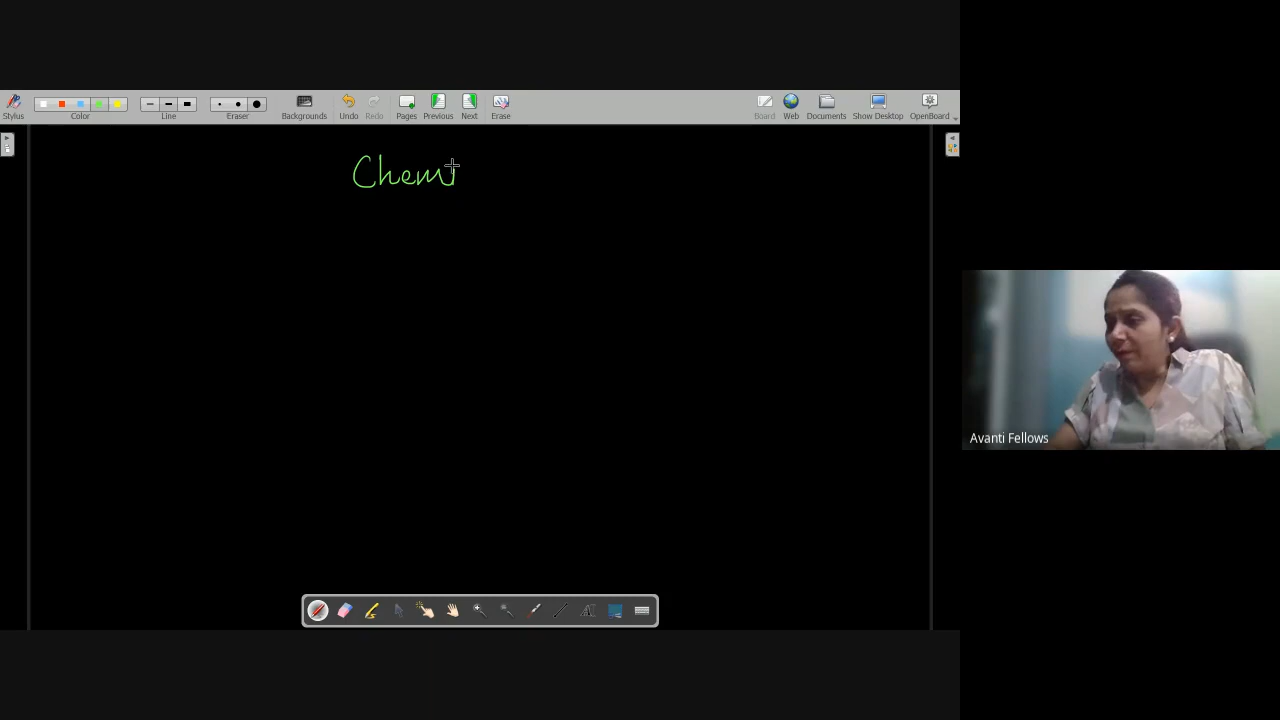 Stylus
Color
Line
Eraser
Backgrounds
Undo
Redo
Pages
Previous
Next
Erase
Board
Web
Documents
Show Desktop
OpenBoard
Chemi
Avanti Fellows